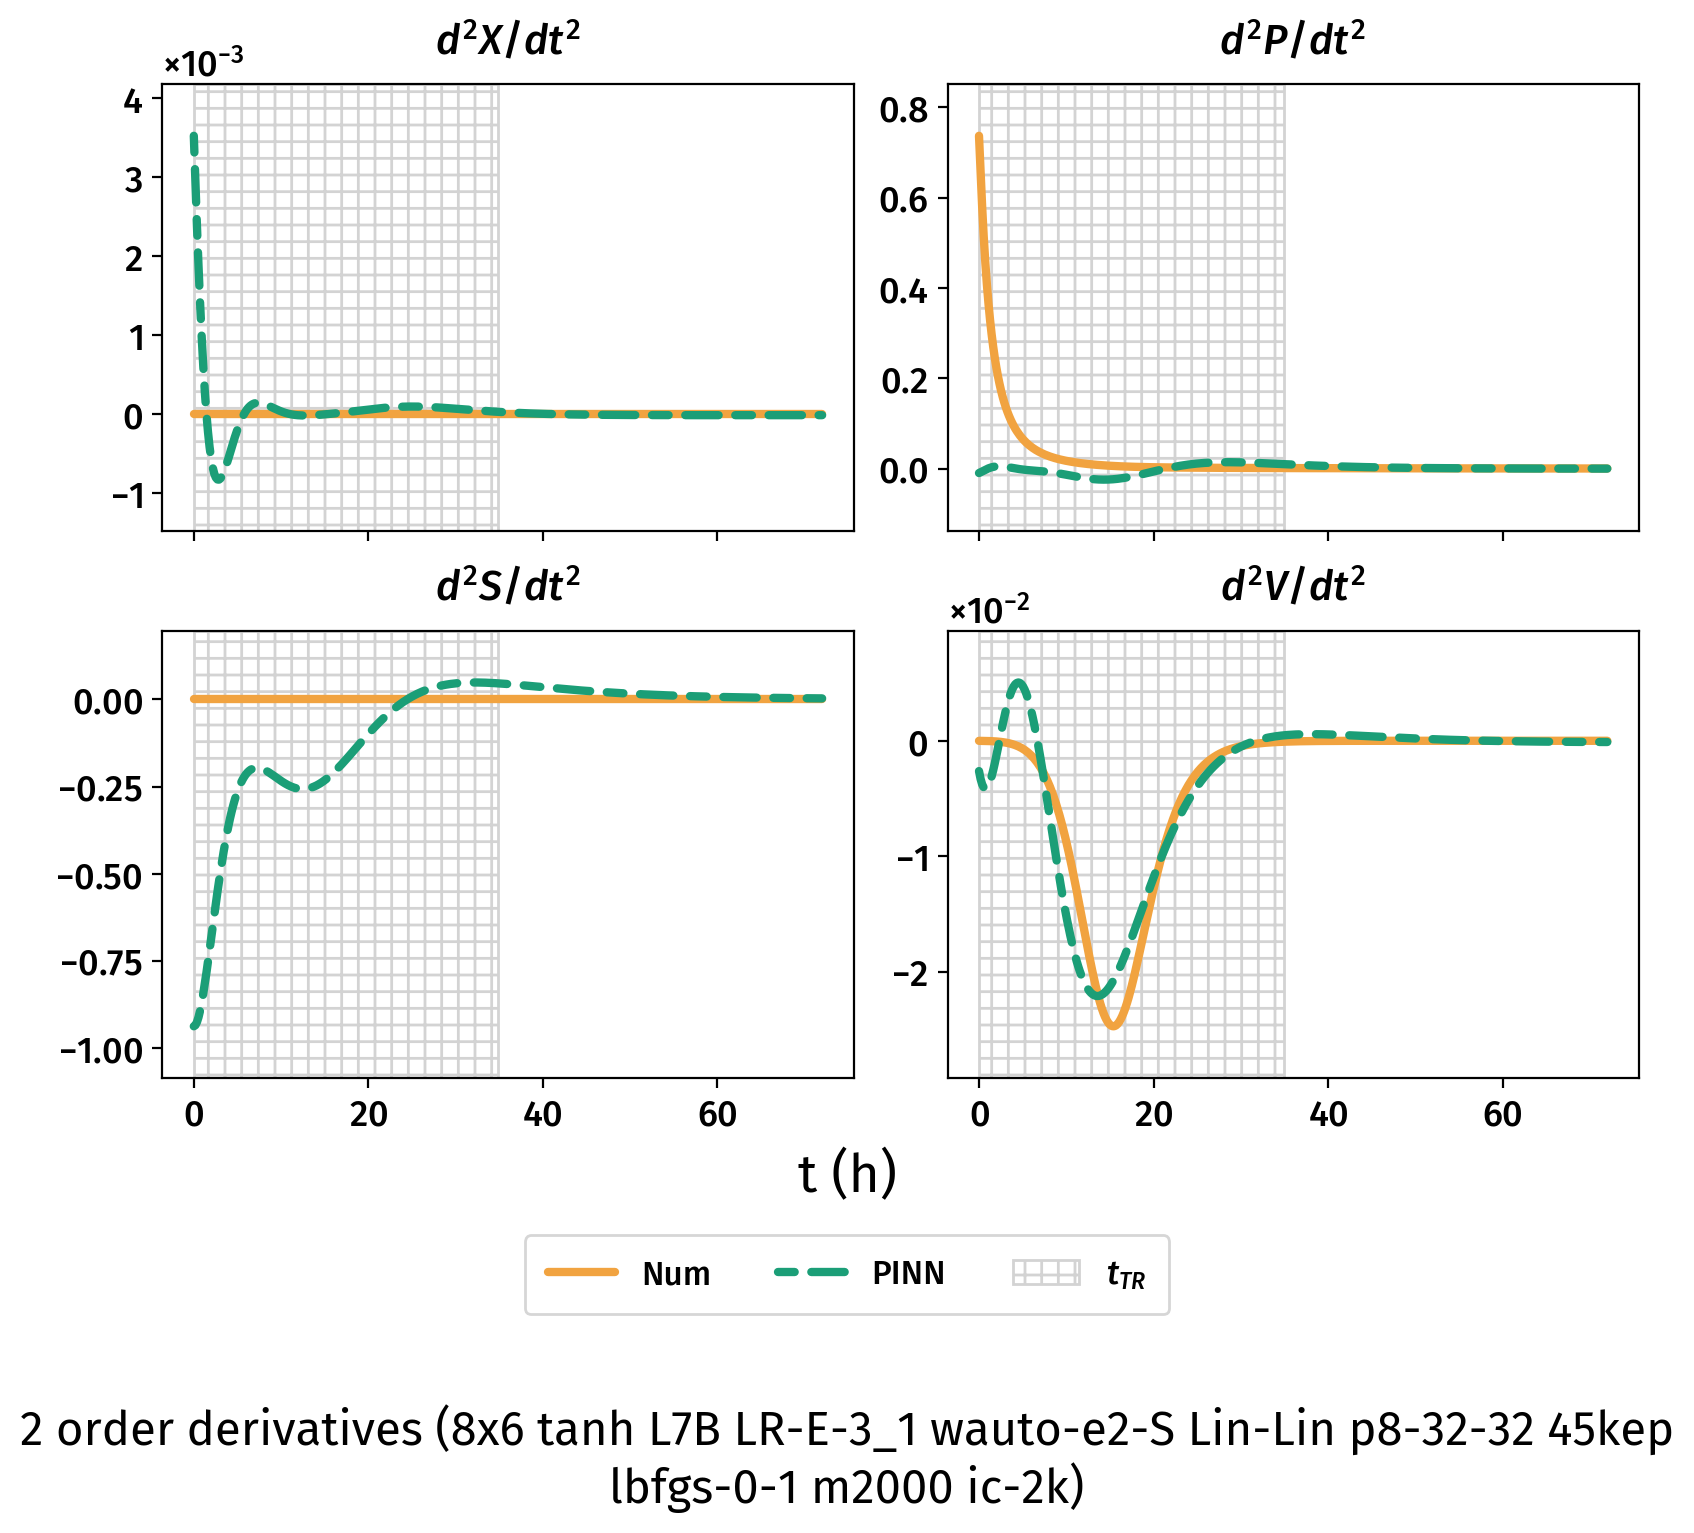 d²X/dt²
d²P/dt²
×10⁻³
4
3
2
1
0
−1
0.8
0.6
0.4
0.2
0.0
d²S/dt²
d²V/dt²
×10⁻²
0.00
−0.25
−0.50
−0.75
−1.00
0
−1
−2
0 20 40 60
0 20 40 60
t (h)
Num PINN t_TR
2 order derivatives (8x6 tanh L7B LR-E-3_1 wauto-e2-S Lin-Lin p8-32-32 45kep
lbfgs-0-1 m2000 ic-2k)